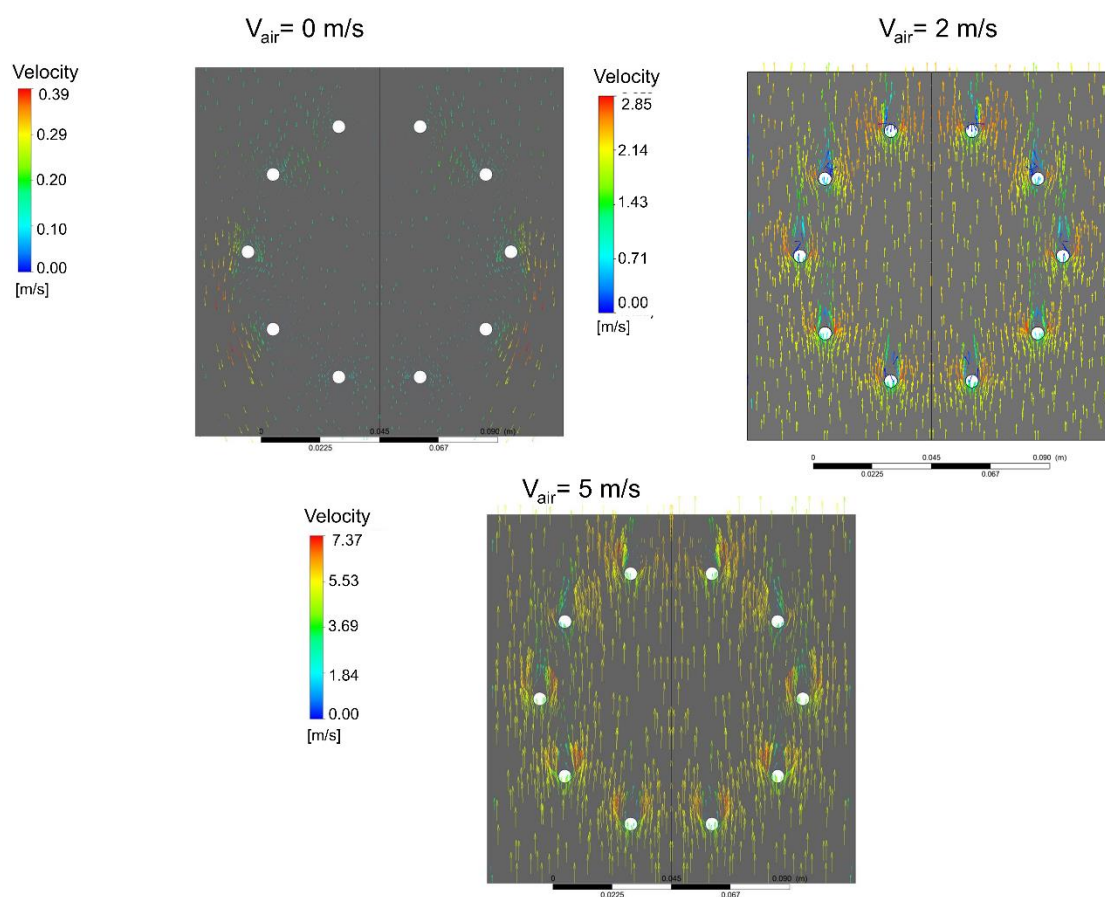 V_air= 0 m/s
Velocity
0.39
0.29
0.20
0.10
0.00
[m/s]
0 0.045 0.090 (m)
0.0225 0.067
V_air= 2 m/s
Velocity
2.85
2.14
1.43
0.71
0.00
[m/s]
0 0.045 0.090 (m)
0.0225 0.067
V_air= 5 m/s
Velocity
7.37
5.53
3.69
1.84
0.00
[m/s]
0 0.045 0.090 (m)
0.0225 0.067